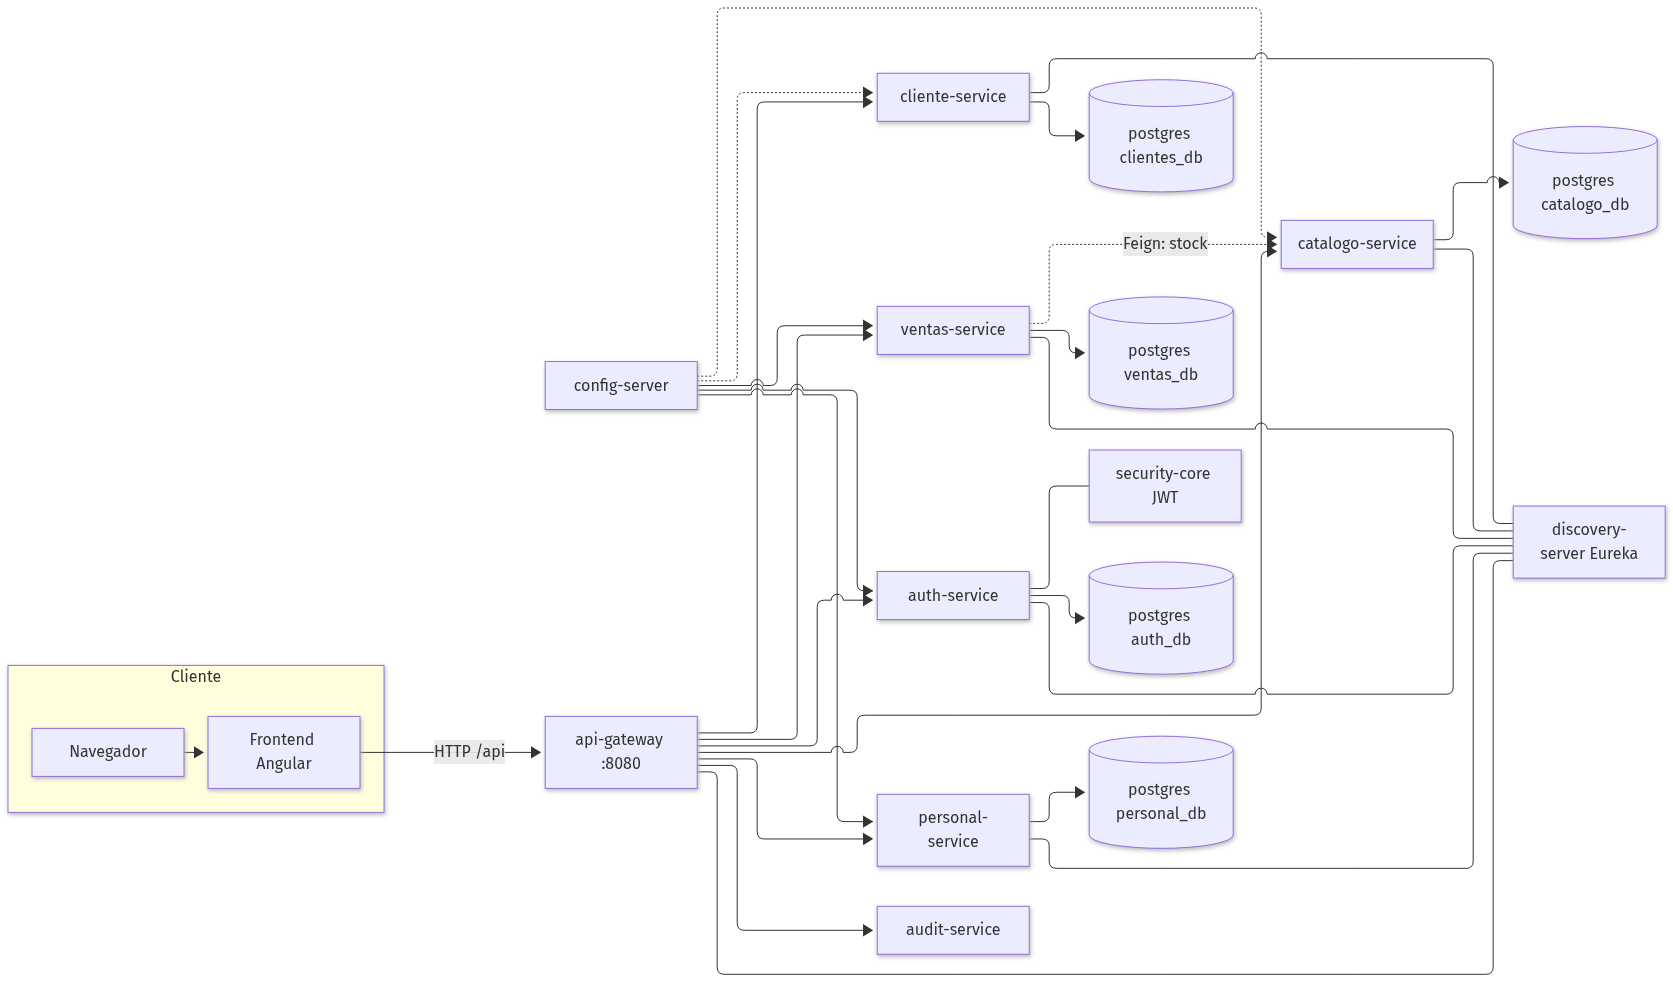 cliente-service
postgres
clientes_db
postgres
catalogo_db
Feign: stock
catalogo-service
ventas-service
postgres
ventas_db
config-server
security-core
JWT
discovery-
server Eureka
auth-service
postgres
auth_db
Cliente
Navegador
Frontend
Angular
HTTP /api
api-gateway
:8080
postgres
personal_db
personal-
service
audit-service